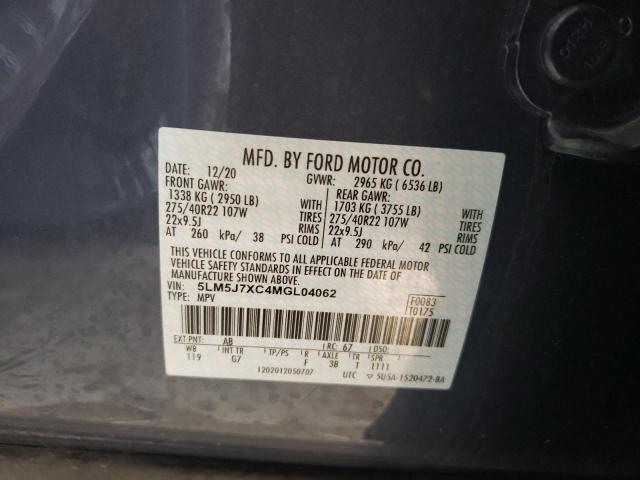 MFD. BY FORD MOTOR CO.
DATE: 12/20 GVWR: 2965 KG ( 6536 LB)
FRONT GAWR: REAR GAWR:
1338 KG ( 2950 LB) WITH 1703 KG ( 3755 LB) WITH
275/40R22 107W TIRES 275/40R22 107W TIRES
22x9.5J RIMS 22x9.5J RIMS
AT 260 kPa/ 38 PSI COLD AT 290 kPa/ 42 PSI COLD
THIS VEHICLE CONFORMS TO ALL APPLICABLE FEDERAL MOTOR
VEHICLE SAFETY STANDARDS IN EFFECT ON THE DATE OF
MANUFACTURE SHOWN ABOVE.
VIN: 5LM5J7XC4MGL04062 F0083
TYPE: MPV T0175
EXT PNT: AB RC: 67 DSO:
WB INT TR TP/PS R AXLE TR SPR
119 G7 F 3B T 1111
1202012050707 UTC ▽ 5USA-1520472-BA